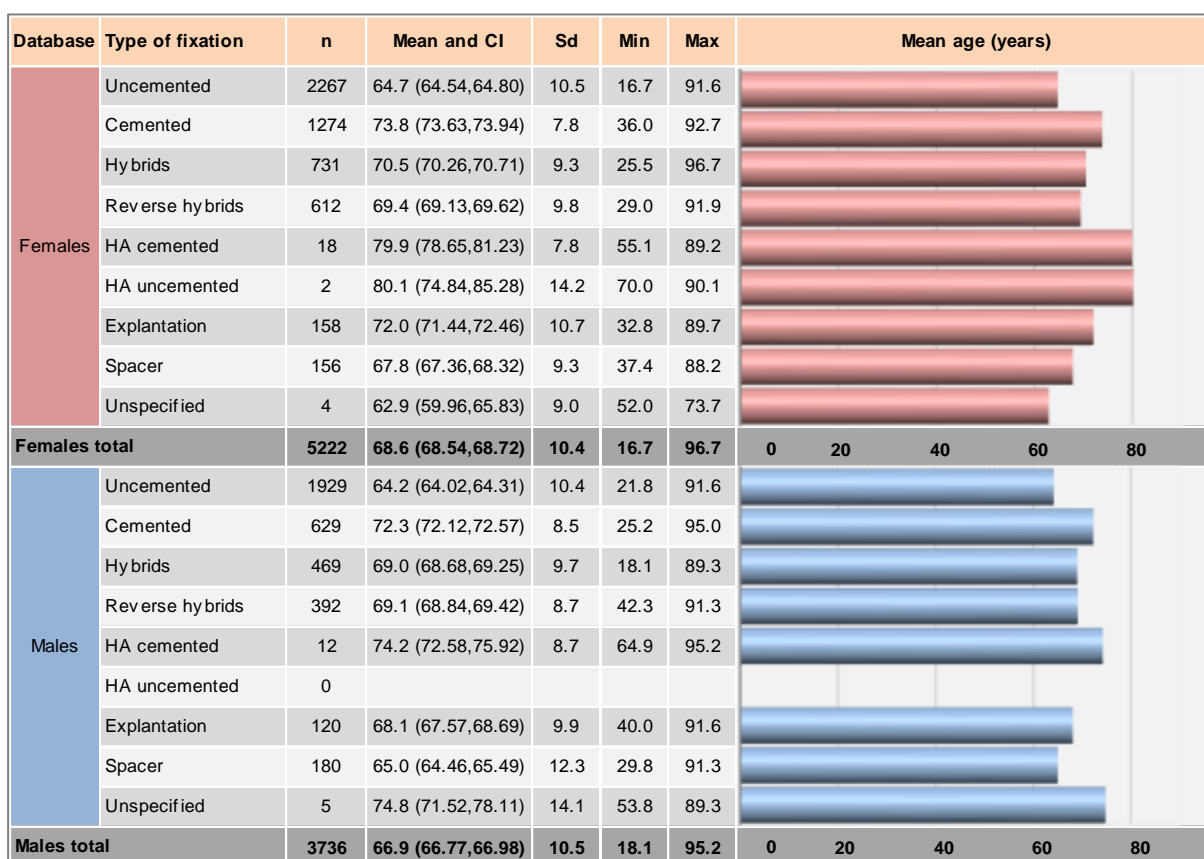 Database Type of fixation n Mean and CI Sd Min Max Mean age (years)
Uncemented 2267 64.7 (64.54,64.80) 10.5 16.7 91.6
Cemented 1274 73.8 (73.63,73.94) 7.8 36.0 92.7
Hybrids 731 70.5 (70.26,70.71) 9.3 25.5 96.7
Reverse hybrids 612 69.4 (69.13,69.62) 9.8 29.0 91.9
Females HA cemented 18 79.9 (78.65,81.23) 7.8 55.1 89.2
HA uncemented 2 80.1 (74.84,85.28) 14.2 70.0 90.1
Explantation 158 72.0 (71.44,72.46) 10.7 32.8 89.7
Spacer 156 67.8 (67.36,68.32) 9.3 37.4 88.2
Unspecified 4 62.9 (59.96,65.83) 9.0 52.0 73.7
Females total 5222 68.6 (68.54,68.72) 10.4 16.7 96.7 0 20 40 60 80
Uncemented 1929 64.2 (64.02,64.31) 10.4 21.8 91.6
Cemented 629 72.3 (72.12,72.57) 8.5 25.2 95.0
Hybrids 469 69.0 (68.68,69.25) 9.7 18.1 89.3
Reverse hybrids 392 69.1 (68.84,69.42) 8.7 42.3 91.3
Males HA cemented 12 74.2 (72.58,75.92) 8.7 64.9 95.2
HA uncemented 0
Explantation 120 68.1 (67.57,68.69) 9.9 40.0 91.6
Spacer 180 65.0 (64.46,65.49) 12.3 29.8 91.3
Unspecified 5 74.8 (71.52,78.11) 14.1 53.8 89.3
Males total 3736 66.9 (66.77,66.98) 10.5 18.1 95.2 0 20 40 60 80